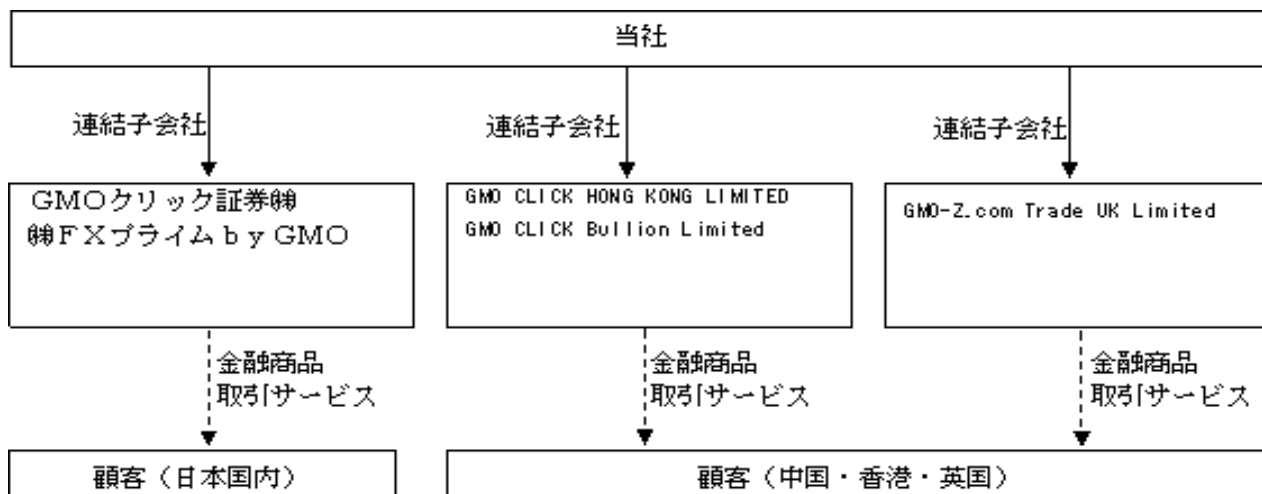 当社
連結子会社
連結子会社
連結子会社
GMOクリック証券㈱
㈱FXプライムbyGMO
GMO CLICK HONG KONG LIMITED
GMO CLICK Bullion Limited
GMO-Z.com Trade UK Limited
金融商品
取引サービス
金融商品
取引サービス
金融商品
取引サービス
顧客（日本国内）
顧客（中国・香港・英国）